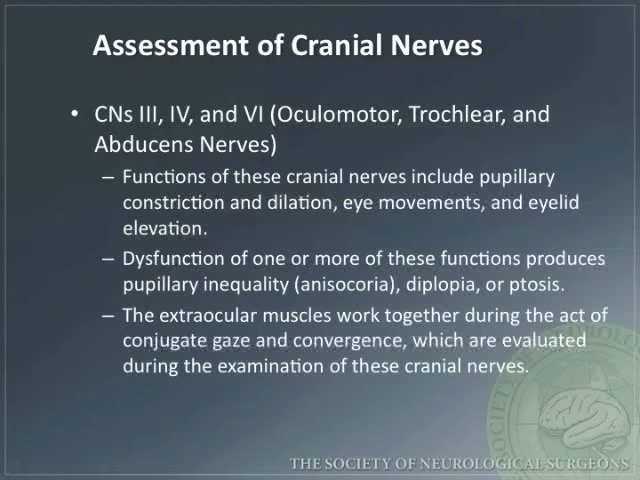 Assessment of Cranial Nerves
• CNs III, IV, and VI (Oculomotor, Trochlear, and
Abducens Nerves)
– Functions of these cranial nerves include pupillary
constriction and dilation, eye movements, and eyelid
elevation.
– Dysfunction of one or more of these functions produces
pupillary inequality (anisocoria), diplopia, or ptosis.
– The extraocular muscles work together during the act of
conjugate gaze and convergence, which are evaluated
during the examination of these cranial nerves.
THE SOCIETY OF NEUROLOGICAL SURGEONS